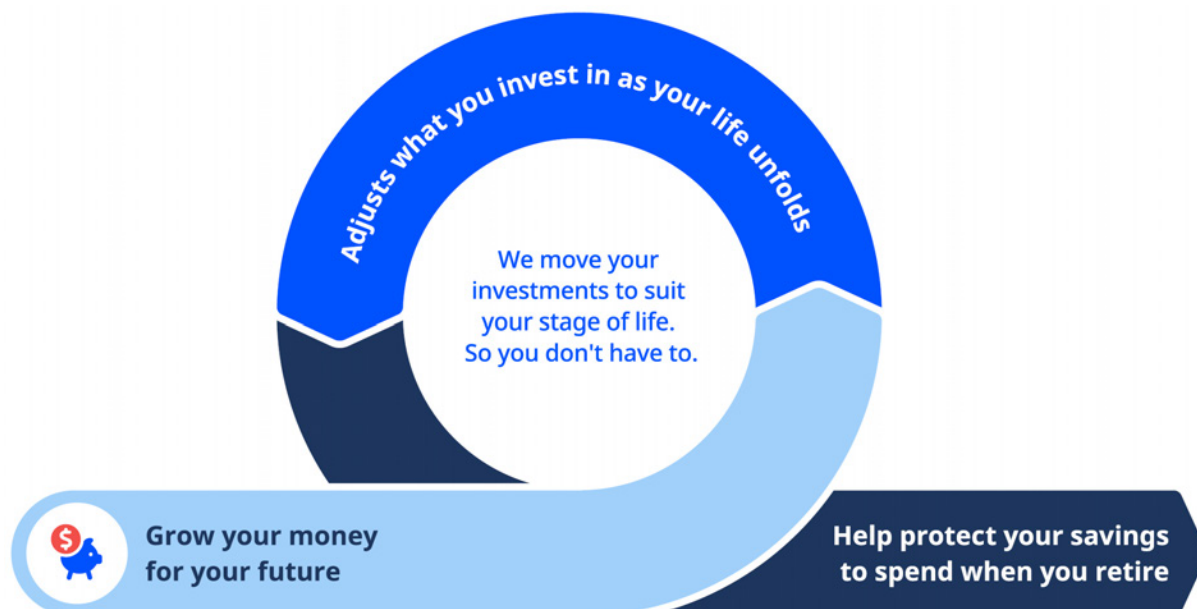 Adjusts what you invest in as your life unfolds
We move your
investments to suit
your stage of life.
So you don't have to.
$
Grow your money
for your future
Help protect your savings
to spend when you retire